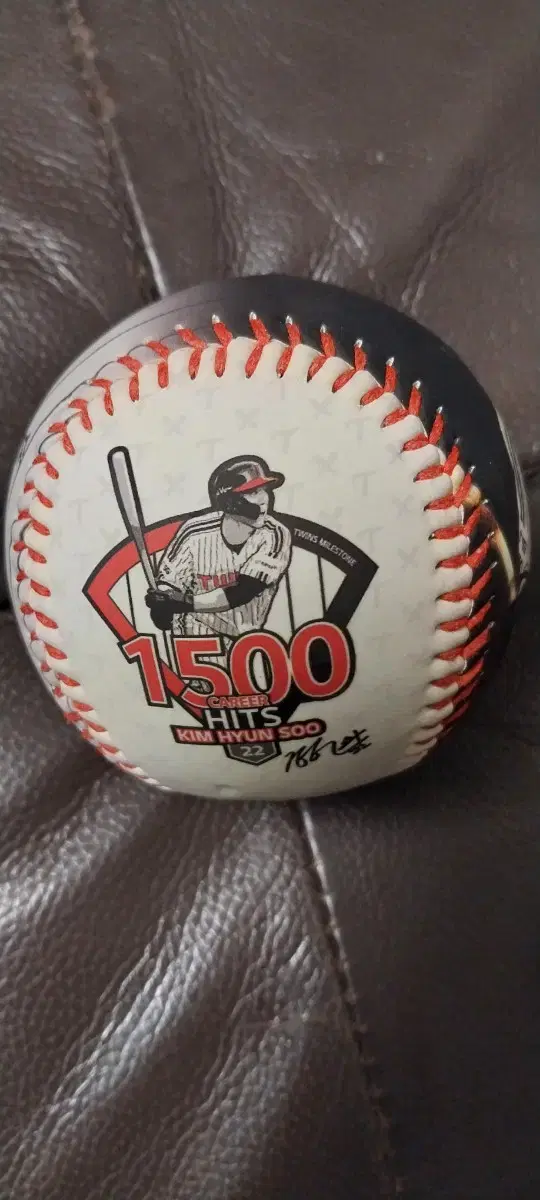 TWINS MILESTONE
1500
CAREER
HITS
KIM HYUN SOO
22